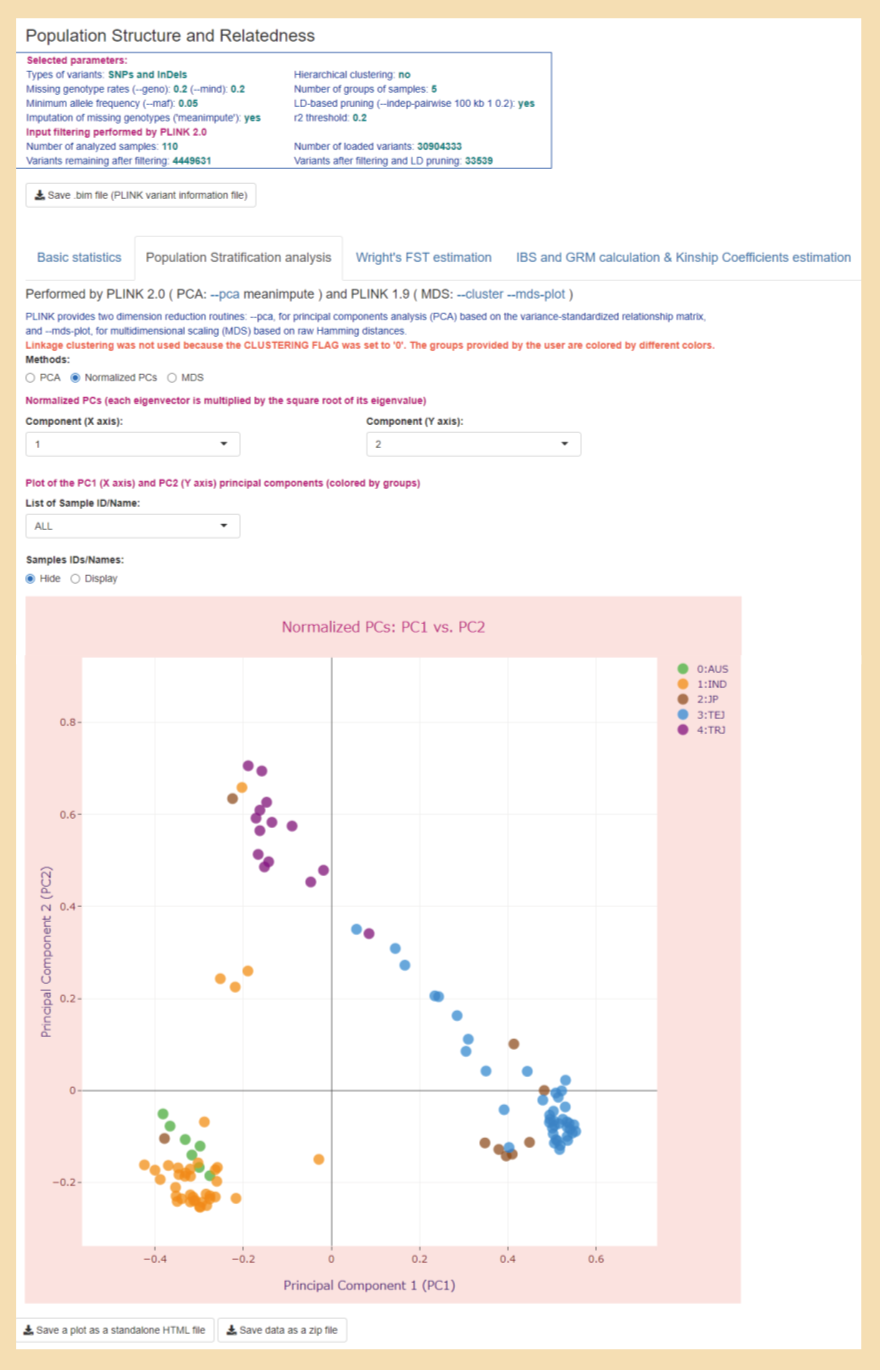 Population Structure and Relatedness
Selected parameters:
Types of variants: SNPs and InDels
Hierarchical clustering: no
Missing genotype rates (--geno): 0.2 (--mind): 0.2
Number of groups of samples: 5
Minimum allele frequency (--maf): 0.05
LD-based pruning (--indep-pairwise 100 kb 1 0.2): yes
Imputation of missing genotypes ('meanimpute'): yes
r2 threshold: 0.2
Input filtering performed by PLINK 2.0
Number of analyzed samples: 110
Number of loaded variants: 30904333
Variants remaining after filtering: 4449631
Variants after filtering and LD pruning: 33539
Save .bim file (PLINK variant information file)
Basic statistics
Population Stratification analysis
Wright's FST estimation
IBS and GRM calculation & Kinship Coefficients estimation
Performed by PLINK 2.0 ( PCA: --pca meanimpute ) and PLINK 1.9 ( MDS: --cluster --mds-plot )
PLINK provides two dimension reduction routines: --pca, for principal components analysis (PCA) based on the variance-standardized relationship matrix,
and --mds-plot, for multidimensional scaling (MDS) based on raw Hamming distances.
Linkage clustering was not used because the CLUSTERING FLAG was set to '0'. The groups provided by the user are colored by different colors.
Methods:
PCA Normalized PCs MDS
Normalized PCs (each eigenvector is multiplied by the square root of its eigenvalue)
Component (X axis):
Component (Y axis):
1
2
Plot of the PC1 (X axis) and PC2 (Y axis) principal components (colored by groups)
List of Sample ID/Name:
ALL
Samples IDs/Names:
Hide Display
Normalized PCs: PC1 vs. PC2
0:AUS
1:IND
2:JP
3:TEJ
4:TRJ
0.8
0.6
0.4
0.2
0
−0.2
Principal Component 2 (PC2)
−0.4
−0.2
0
0.2
0.4
0.6
Principal Component 1 (PC1)
Save a plot as a standalone HTML file
Save data as a zip file